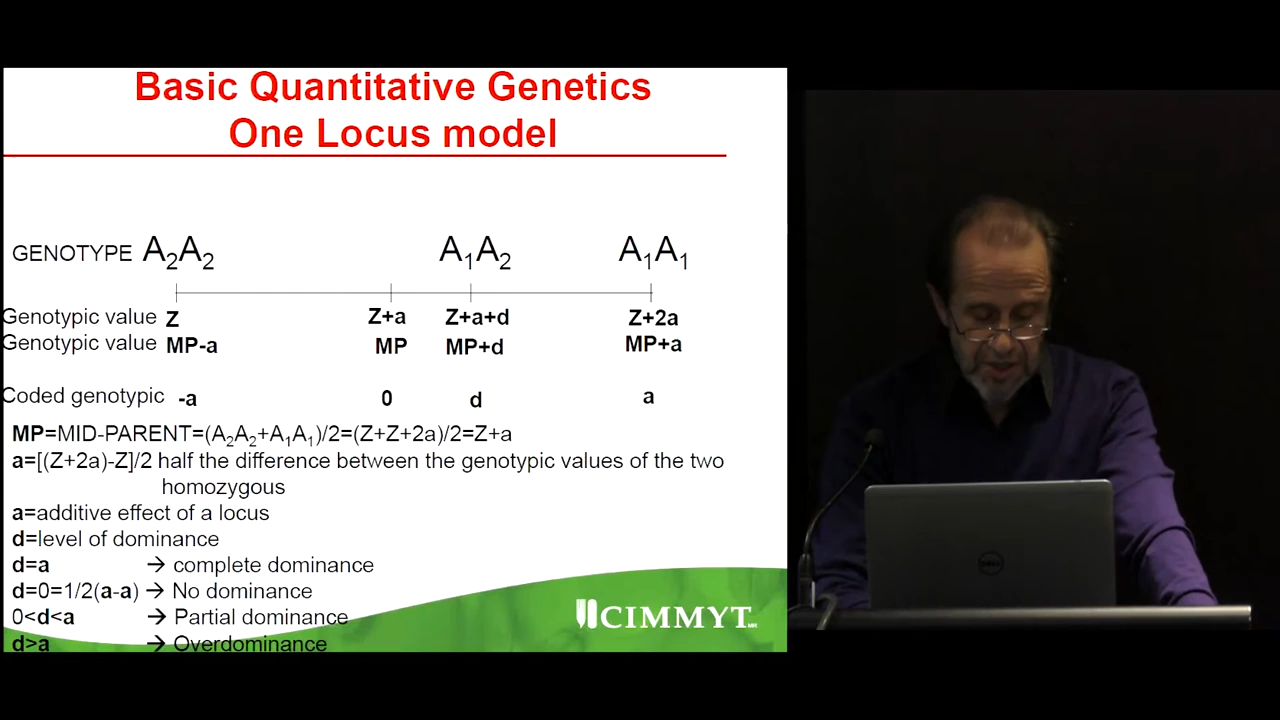 Basic Quantitative Genetics
One Locus model
GENOTYPE A₂A₂ A₁A₂ A₁A₁
Genotypic value Z Z+a Z+a+d Z+2a
Genotypic value MP-a MP MP+d MP+a
Coded genotypic -a 0 d a
MP=MID-PARENT=(A₂A₂+A₁A₁)/2=(Z+Z+2a)/2=Z+a
a=[(Z+2a)-Z]/2 half the difference between the genotypic values of the two
homozygous
a=additive effect of a locus
d=level of dominance
d=a → complete dominance
d=0=1/2(a-a) → No dominance
0<d<a → Partial dominance
d>a → Overdominance
CIMMYT
DELL